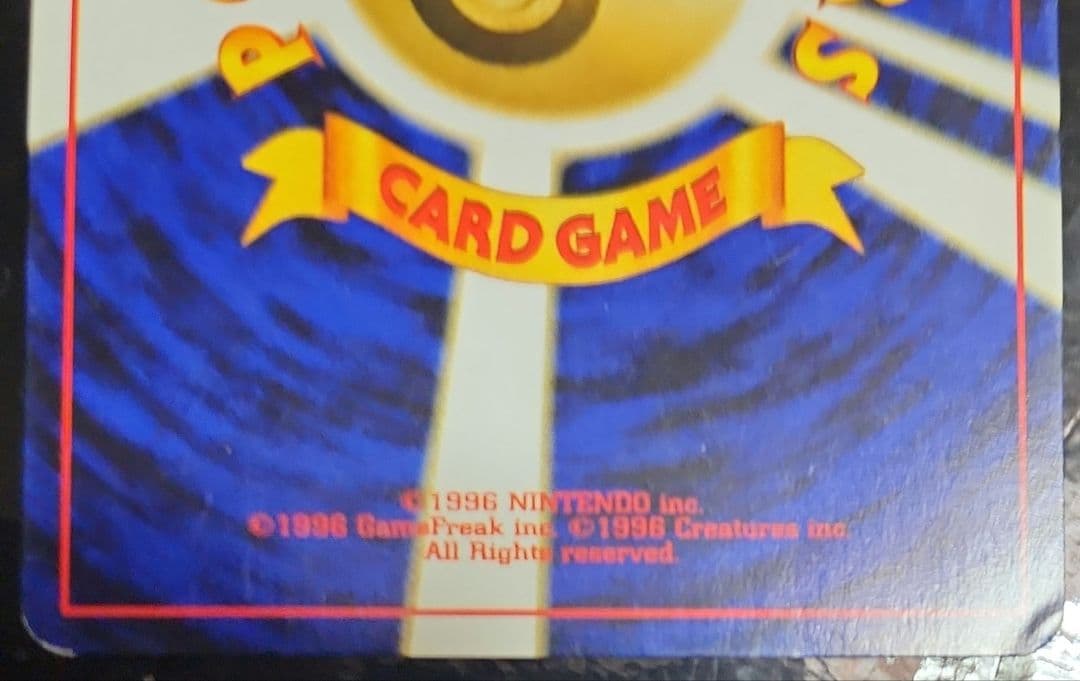 P S
CARD GAME
©1996 NINTENDO inc.
©1996 GameFreak inc. ©1996 Creatures inc.
All Rights reserved.